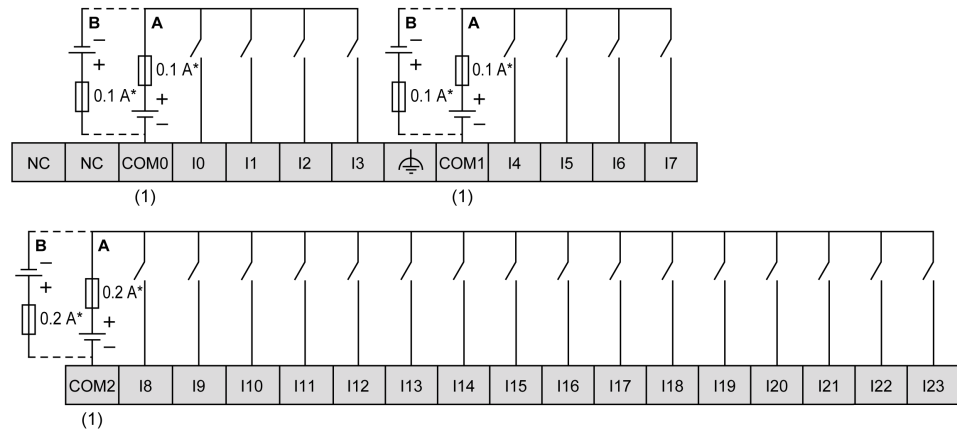 B A B A
− −
+ 0.1 A* + 0.1 A*
0.1 A* + 0.1 A* +
− −
NC NC COM0 I0 I1 I2 I3 COM1 I4 I5 I6 I7
(1) (1)
B A
−
+ 0.2 A*
0.2 A* +
−
COM2 I8 I9 I10 I11 I12 I13 I14 I15 I16 I17 I18 I19 I20 I21 I22 I23
(1)